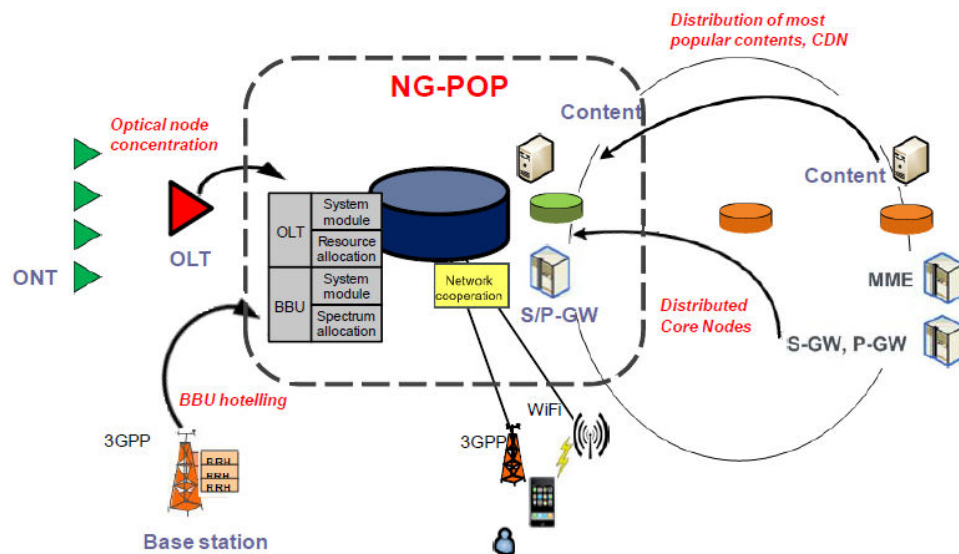 Distribution of most
popular contents, CDN
NG-POP
Content
Optical node
concentration
Content
OLT
System
module
Resource
allocation
BBU
System
module
Spectrum
allocation
ONT
OLT
Network
cooperation
S/P-GW
MME
Distributed
Core Nodes
S-GW, P-GW
BBU hotelling
WiFi
3GPP
3GPP
RRH
RRH
RRH
Base station